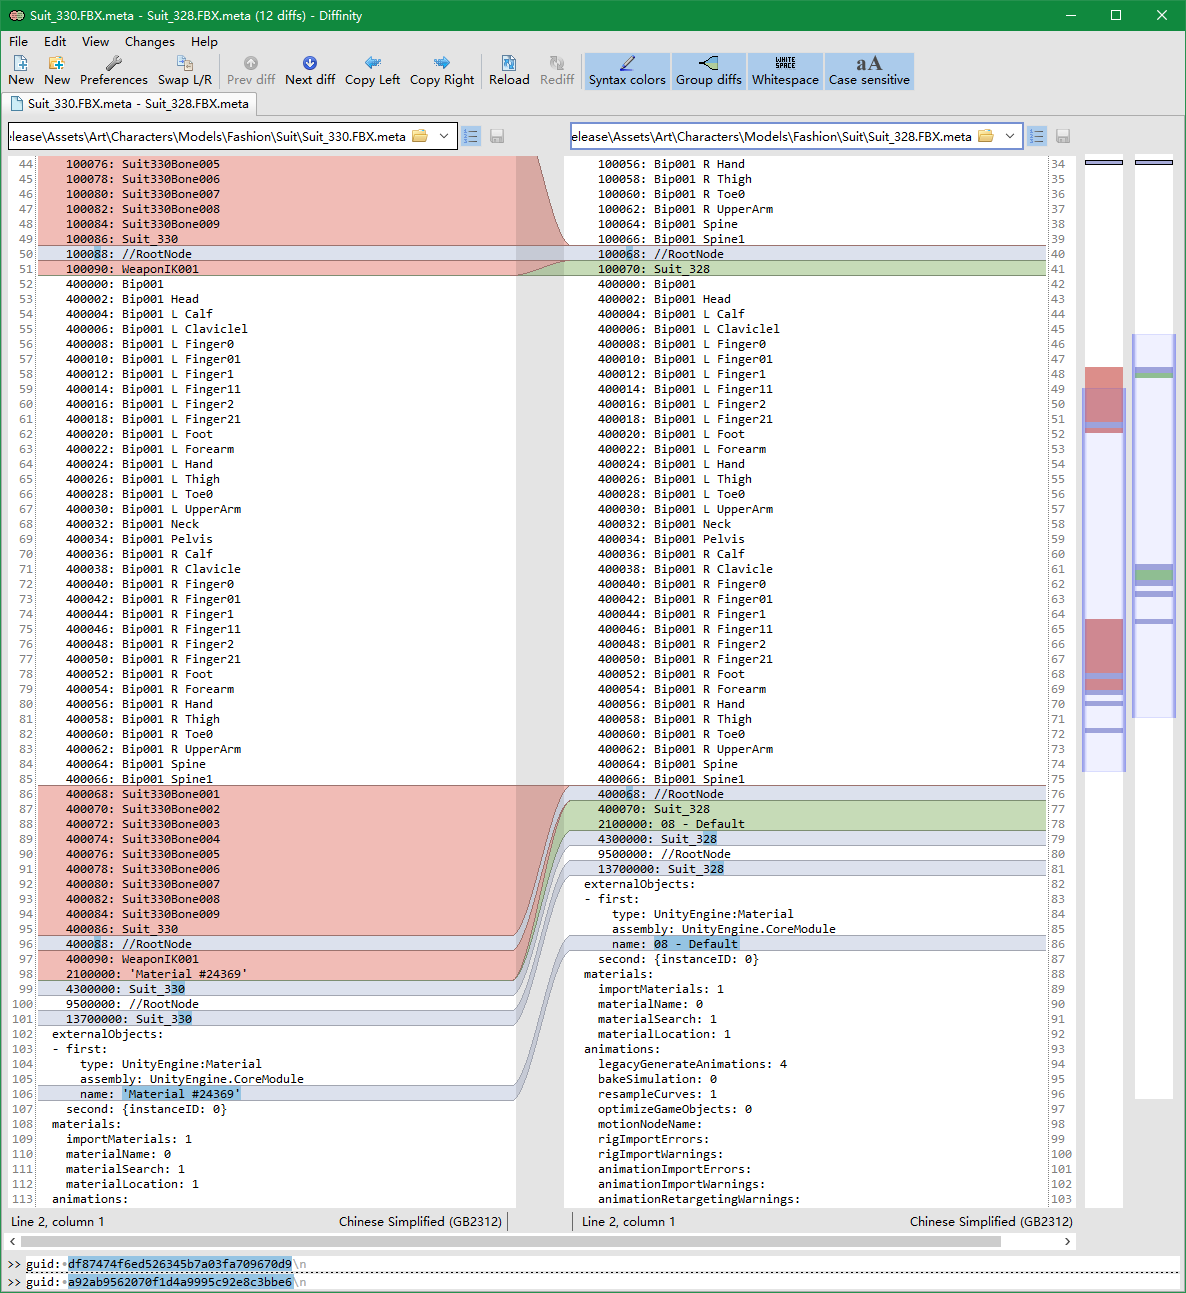 Suit_330.FBX.meta - Suit_328.FBX.meta (12 diffs) - Diffinity
File Edit View Changes Help
New New Preferences Swap L/R Prev diff Next diff Copy Left Copy Right Reload Rediff Syntax colors Group diffs WHITE SPACE Whitespace aA Case sensitive
Suit_330.FBX.meta - Suit_328.FBX.meta
elease\Assets\Art\Characters\Models\Fashion\Suit\Suit_330.FBX.meta
elease\Assets\Art\Characters\Models\Fashion\Suit\Suit_328.FBX.meta
44 100076: Suit330Bone005
45 100078: Suit330Bone006
46 100080: Suit330Bone007
47 100082: Suit330Bone008
48 100084: Suit330Bone009
49 100086: Suit_330
50 100088: //RootNode
51 100090: WeaponIK001
52 400000: Bip001
53 400002: Bip001 Head
54 400004: Bip001 L Calf
55 400006: Bip001 L Claviclel
56 400008: Bip001 L Finger0
57 400010: Bip001 L Finger01
58 400012: Bip001 L Finger1
59 400014: Bip001 L Finger11
60 400016: Bip001 L Finger2
61 400018: Bip001 L Finger21
62 400020: Bip001 L Foot
63 400022: Bip001 L Forearm
64 400024: Bip001 L Hand
65 400026: Bip001 L Thigh
66 400028: Bip001 L Toe0
67 400030: Bip001 L UpperArm
68 400032: Bip001 Neck
69 400034: Bip001 Pelvis
70 400036: Bip001 R Calf
71 400038: Bip001 R Clavicle
72 400040: Bip001 R Finger0
73 400042: Bip001 R Finger01
74 400044: Bip001 R Finger1
75 400046: Bip001 R Finger11
76 400048: Bip001 R Finger2
77 400050: Bip001 R Finger21
78 400052: Bip001 R Foot
79 400054: Bip001 R Forearm
80 400056: Bip001 R Hand
81 400058: Bip001 R Thigh
82 400060: Bip001 R Toe0
83 400062: Bip001 R UpperArm
84 400064: Bip001 Spine
85 400066: Bip001 Spine1
86 400068: Suit330Bone001
87 400070: Suit330Bone002
88 400072: Suit330Bone003
89 400074: Suit330Bone004
90 400076: Suit330Bone005
91 400078: Suit330Bone006
92 400080: Suit330Bone007
93 400082: Suit330Bone008
94 400084: Suit330Bone009
95 400086: Suit_330
96 400088: //RootNode
97 400090: WeaponIK001
98 2100000: 'Material #24369'
99 4300000: Suit_330
100 9500000: //RootNode
101 13700000: Suit_330
102 externalObjects:
103 - first:
104 type: UnityEngine:Material
105 assembly: UnityEngine.CoreModule
106 name: 'Material #24369'
107 second: {instanceID: 0}
108 materials:
109 importMaterials: 1
110 materialName: 0
111 materialSearch: 1
112 materialLocation: 1
113 animations:
100056: Bip001 R Hand 34
100058: Bip001 R Thigh 35
100060: Bip001 R Toe0 36
100062: Bip001 R UpperArm 37
100064: Bip001 Spine 38
100066: Bip001 Spine1 39
100068: //RootNode 40
100070: Suit_328 41
400000: Bip001 42
400002: Bip001 Head 43
400004: Bip001 L Calf 44
400006: Bip001 L Claviclel 45
400008: Bip001 L Finger0 46
400010: Bip001 L Finger01 47
400012: Bip001 L Finger1 48
400014: Bip001 L Finger11 49
400016: Bip001 L Finger2 50
400018: Bip001 L Finger21 51
400020: Bip001 L Foot 52
400022: Bip001 L Forearm 53
400024: Bip001 L Hand 54
400026: Bip001 L Thigh 55
400028: Bip001 L Toe0 56
400030: Bip001 L UpperArm 57
400032: Bip001 Neck 58
400034: Bip001 Pelvis 59
400036: Bip001 R Calf 60
400038: Bip001 R Clavicle 61
400040: Bip001 R Finger0 62
400042: Bip001 R Finger01 63
400044: Bip001 R Finger1 64
400046: Bip001 R Finger11 65
400048: Bip001 R Finger2 66
400050: Bip001 R Finger21 67
400052: Bip001 R Foot 68
400054: Bip001 R Forearm 69
400056: Bip001 R Hand 70
400058: Bip001 R Thigh 71
400060: Bip001 R Toe0 72
400062: Bip001 R UpperArm 73
400064: Bip001 Spine 74
400066: Bip001 Spine1 75
400068: //RootNode 76
400070: Suit_328 77
2100000: 08 - Default 78
4300000: Suit_328 79
9500000: //RootNode 80
13700000: Suit_328 81
externalObjects: 82
- first: 83
type: UnityEngine:Material 84
assembly: UnityEngine.CoreModule 85
name: 08 - Default 86
second: {instanceID: 0} 87
materials: 88
importMaterials: 1 89
materialName: 0 90
materialSearch: 1 91
materialLocation: 1 92
animations: 93
legacyGenerateAnimations: 4 94
bakeSimulation: 0 95
resampleCurves: 1 96
optimizeGameObjects: 0 97
motionNodeName: 98
rigImportErrors: 99
rigImportWarnings: 100
animationImportErrors: 101
animationImportWarnings: 102
animationRetargetingWarnings: 103
Line 2, column 1 Chinese Simplified (GB2312)
Line 2, column 1 Chinese Simplified (GB2312)
>> guid: df87474f6ed526345b7a03fa709670d9\n
>> guid: a92ab9562070f1d4a9995c92e8c3bbe6\n